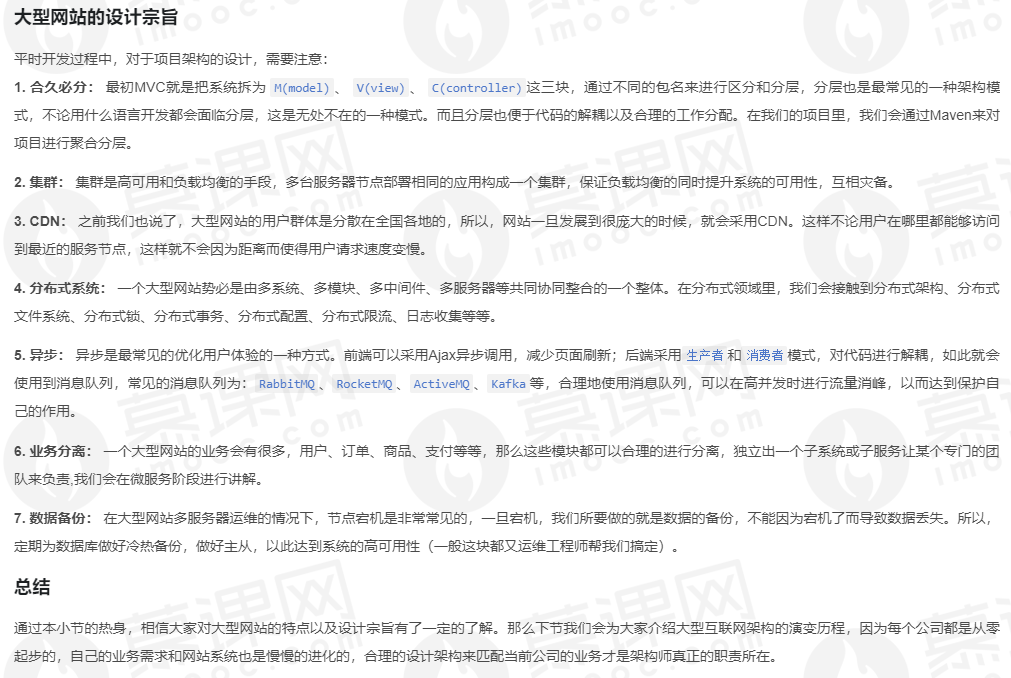 大型网站的设计宗旨
平时开发过程中，对于项目架构的设计，需要注意：
1. 合久必分： 最初MVC就是把系统拆为 M(model) 、 V(view) 、 C(controller) 这三块，通过不同的包名来进行区分和分层，分层也是最常见的一种架构模
式，不论用什么语言开发都会面临分层，这是无处不在的一种模式。而且分层也便于代码的解耦以及合理的工作分配。在我们的项目里，我们会通过Maven来对
项目进行聚合分层。
2. 集群： 集群是高可用和负载均衡的手段，多台服务器节点部署相同的应用构成一个集群，保证负载均衡的同时提升系统的可用性，互相灾备。
3. CDN： 之前我们也说了，大型网站的用户群体是分散在全国各地的，所以，网站一旦发展到很庞大的时候，就会采用CDN。这样不论用户在哪里都能够访问
到最近的服务节点，这样就不会因为距离而使得用户请求速度变慢。
4. 分布式系统： 一个大型网站势必是由多系统、多模块、多中间件、多服务器等共同协同整合的一个整体。在分布式领域里，我们会接触到分布式架构、分布式
文件系统、分布式锁、分布式事务、分布式配置、分布式限流、日志收集等等。
5. 异步： 异步是最常见的优化用户体验的一种方式。前端可以采用Ajax异步调用，减少页面刷新；后端采用 生产者 和 消费者 模式，对代码进行解耦，如此就会
使用到消息队列，常见的消息队列为： RabbitMQ 、 RocketMQ 、 ActiveMQ 、 Kafka 等，合理地使用消息队列，可以在高并发时进行流量消峰，以而达到保护自
己的作用。
6. 业务分离： 一个大型网站的业务会有很多，用户、订单、商品、支付等等，那么这些模块都可以合理的进行分离，独立出一个子系统或子服务让某个专门的团
队来负责,我们会在微服务阶段进行讲解。
7. 数据备份： 在大型网站多服务器运维的情况下，节点宕机是非常常见的，一旦宕机，我们所要做的就是数据的备份，不能因为宕机了而导致数据丢失。所以，
定期为数据库做好冷热备份，做好主从，以此达到系统的高可用性（一般这块都又运维工程师帮我们搞定）。
总结
通过本小节的热身，相信大家对大型网站的特点以及设计宗旨有了一定的了解。那么下节我们会为大家介绍大型互联网架构的演变历程，因为每个公司都是从零
起步的，自己的业务需求和网站系统也是慢慢的进化的，合理的设计架构来匹配当前公司的业务才是架构师真正的职责所在。
慕课网
imooc.com